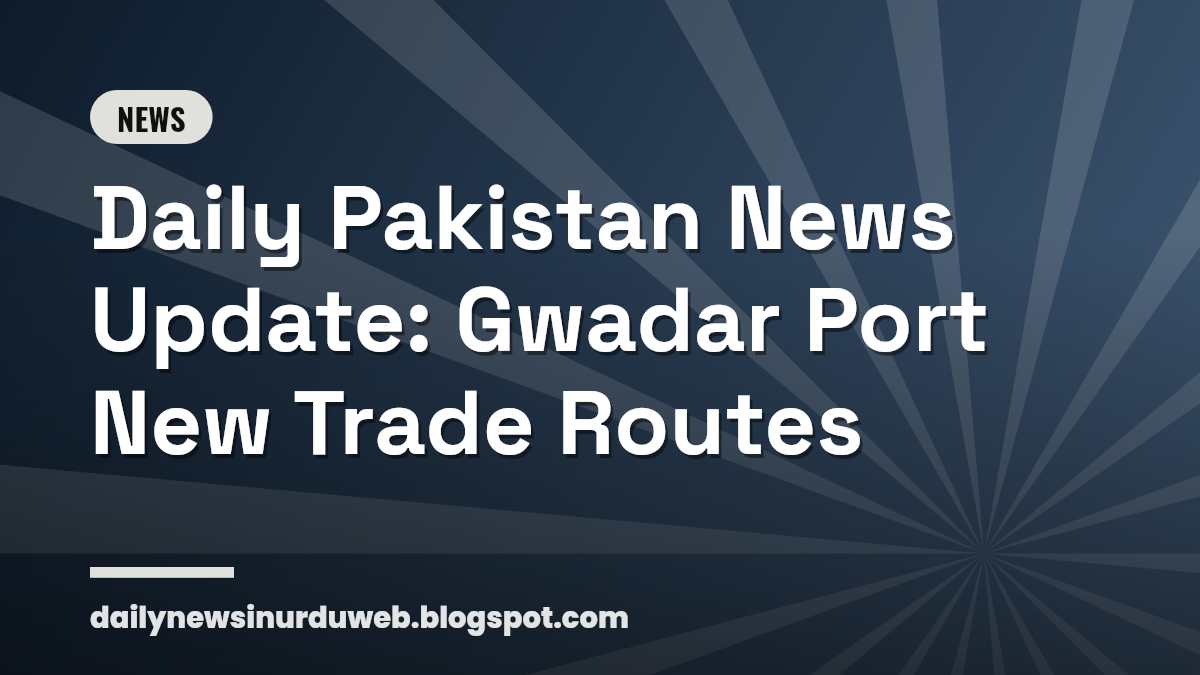 NEWS
Daily Pakistan News
Update: Gwadar Port
New Trade Routes
dailynewsinurduweb.blogspot.com